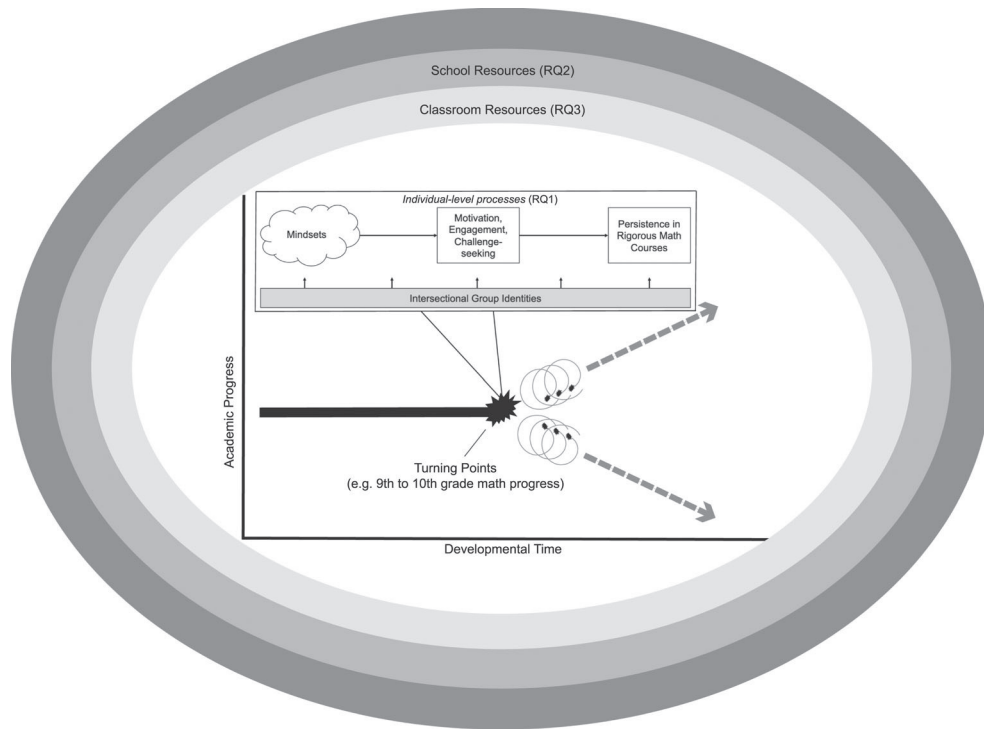 School Resources (RQ2)
Classroom Resources (RQ3)
Individual-level processes (RQ1)
Mindsets
Motivation,
Engagement,
Challenge-
seeking
Persistence in
Rigorous Math
Courses
Intersectional Group Identities
Academic Progress
Turning Points
(e.g. 9th to 10th grade math progress)
Developmental Time